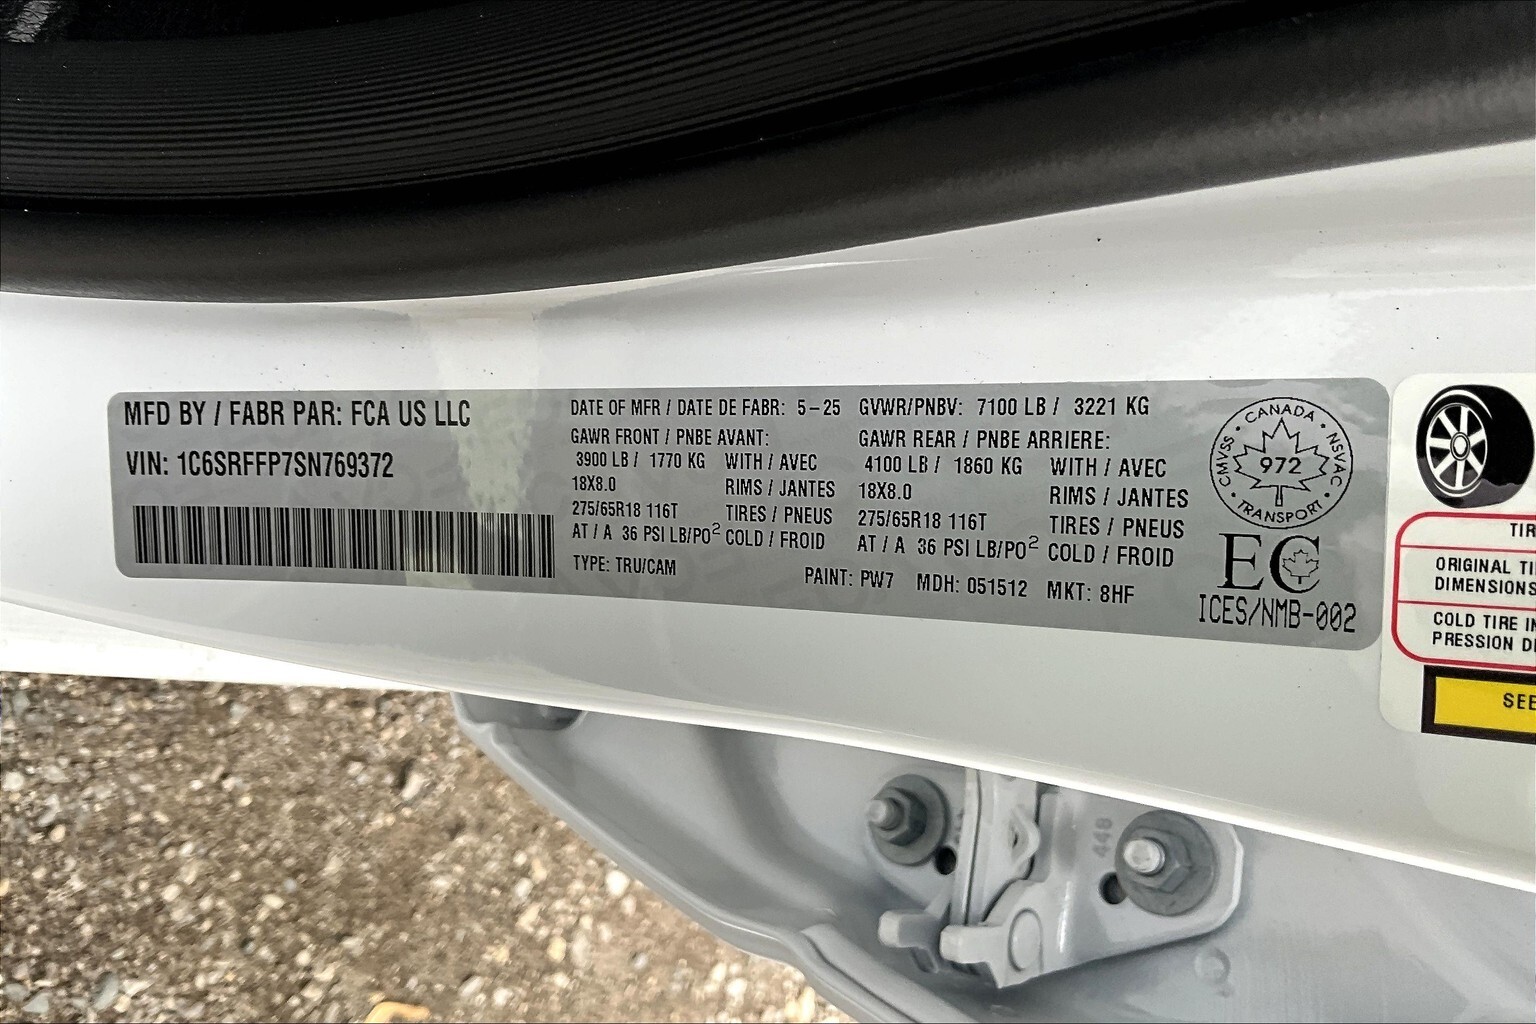 MFD BY / FABR PAR: FCA US LLC
VIN: 1C6SRFFP7SN769372
DATE OF MFR / DATE DE FABR: 5-25
GVWR/PNBV: 7100 LB / 3221 KG
GAWR FRONT / PNBE AVANT:
3900 LB / 1770 KG WITH / AVEC
18X8.0 RIMS / JANTES
275/65R18 116T TIRES / PNEUS
AT / A 36 PSI LB/PO² COLD / FROID
GAWR REAR / PNBE ARRIERE:
4100 LB / 1860 KG WITH / AVEC
18X8.0 RIMS / JANTES
275/65R18 116T TIRES / PNEUS
AT / A 36 PSI LB/PO² COLD / FROID
TYPE: TRU/CAM
PAINT: PW7 MDH: 051512 MKT: 8HF
CANADA
CMVSS 972 NSVAC
TRANSPORT
EC
ICES/NMB-002
TIR
ORIGINAL TI
DIMENSIONS
COLD TIRE IN
PRESSION D
SEE
448